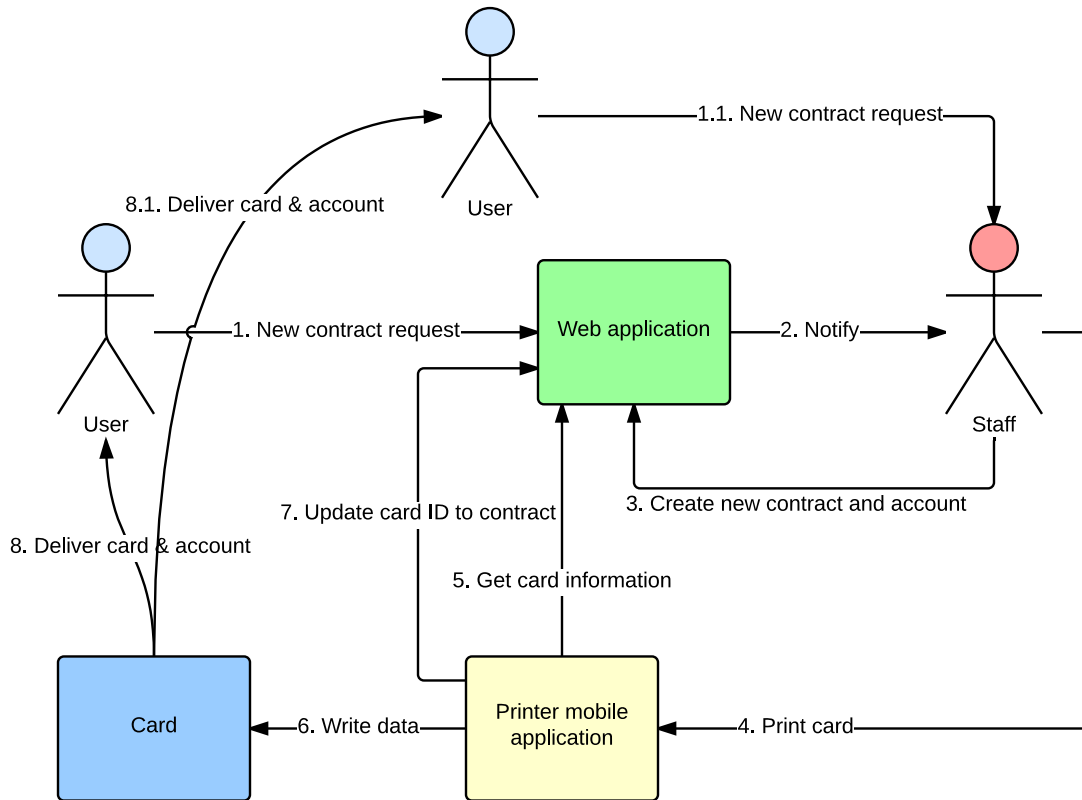 1.1. New contract request
8.1. Deliver card & account
User
1. New contract request
Web application
2. Notify
User
Staff
3. Create new contract and account
7. Update card ID to contract
8. Deliver card & account
5. Get card information
Card
6. Write data
Printer mobile
application
4. Print card